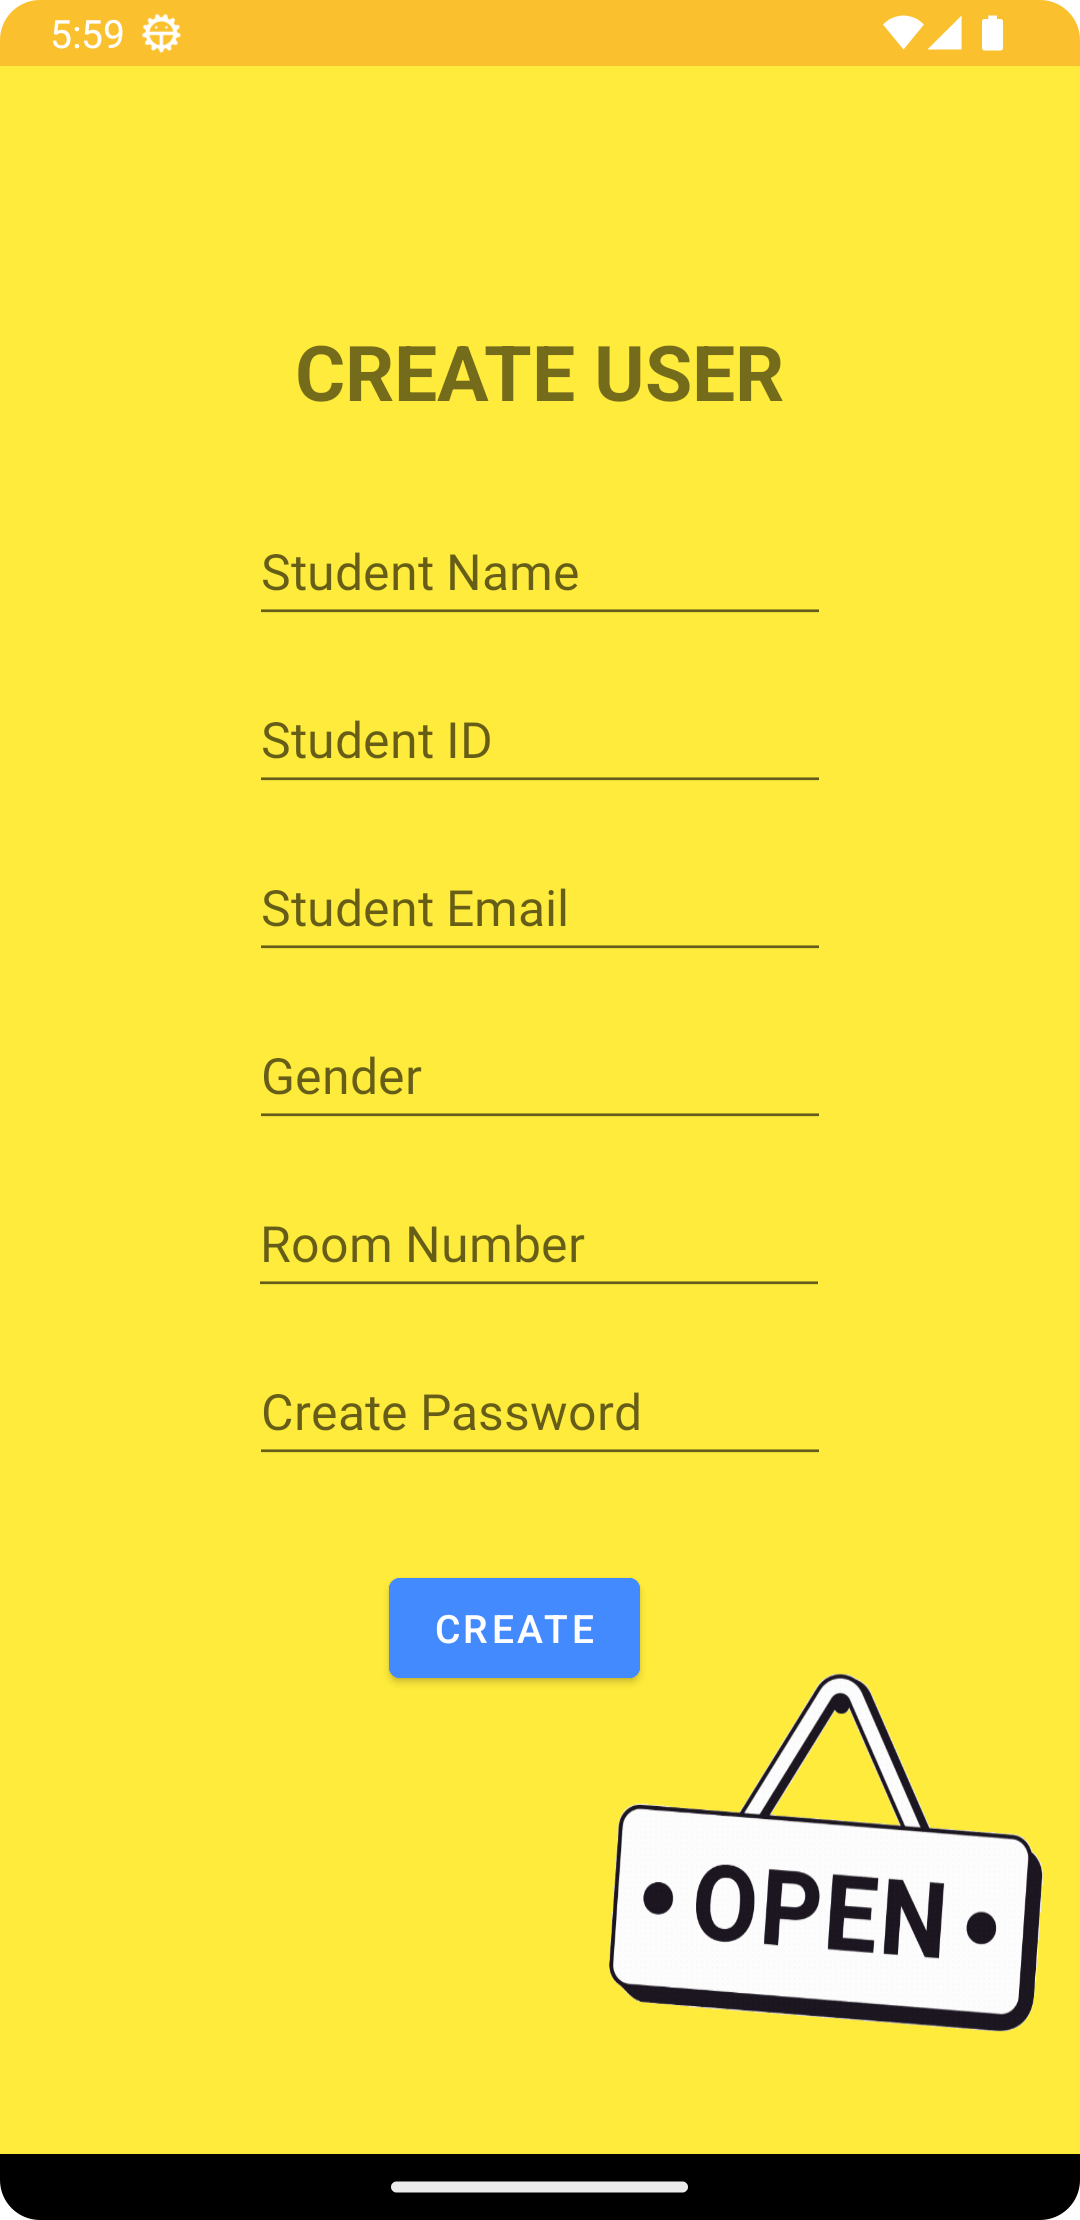 5:59
CREATE USER
Student Name
Student ID
Student Email
Gender
Room Number
Create Password
CREATE
OPEN